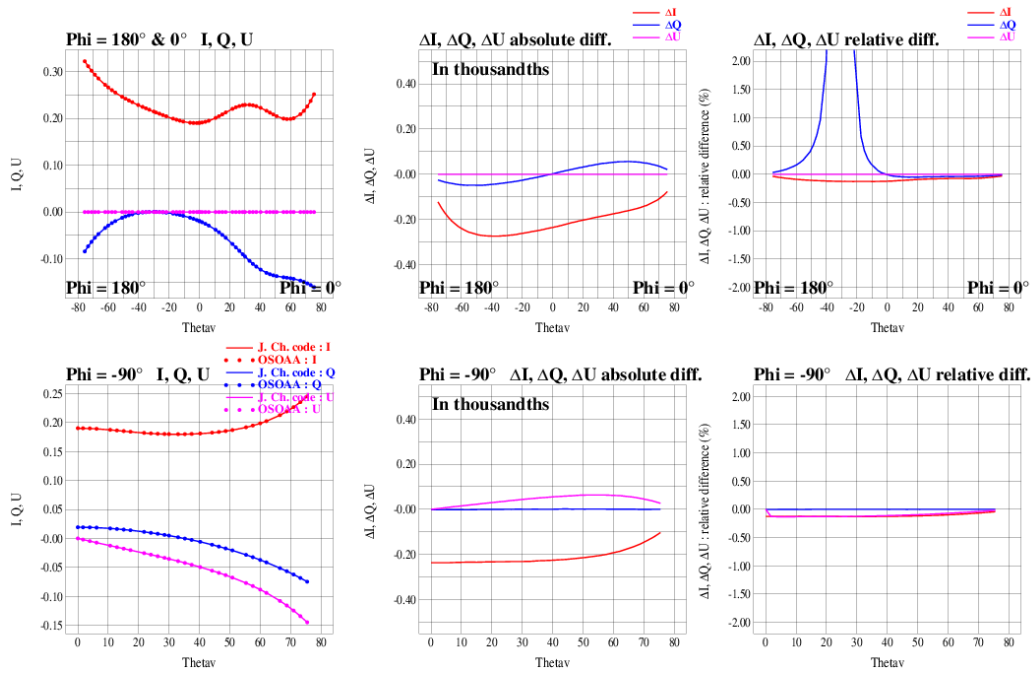 ΔI
ΔQ
ΔU
ΔI
ΔQ
ΔU
Phi = 180° & 0° I, Q, U
ΔI, ΔQ, ΔU absolute diff.
ΔI, ΔQ, ΔU relative diff.
In thousandths
0.30
0.20
0.10
0.00
-0.10
I, Q, U
Phi = 180°
Phi = 0°
-80 -60 -40 -20 0 20 40 60 80
Thetav
0.40
0.20
-0.00
-0.20
-0.40
ΔI, ΔQ, ΔU
Phi = 180°
Phi = 0°
-80 -60 -40 -20 0 20 40 60 80
Thetav
2.00
1.50
1.00
0.50
-0.00
-0.50
-1.00
-1.50
-2.00
ΔI, ΔQ, ΔU : relative difference (%)
Phi = 180°
Phi = 0°
-80 -60 -40 -20 0 20 40 60 80
Thetav
J. Ch. code : I
OSOAA : I
J. Ch. code : Q
OSOAA : Q
J. Ch. code : U
OSOAA : U
Phi = -90° I, Q, U
Phi = -90° ΔI, ΔQ, ΔU absolute diff.
Phi = -90° ΔI, ΔQ, ΔU relative diff.
In thousandths
0.25
0.20
0.15
0.10
0.05
-0.00
-0.05
-0.10
-0.15
I, Q, U
0 10 20 30 40 50 60 70 80
Thetav
0.40
0.20
-0.00
-0.20
-0.40
ΔI, ΔQ, ΔU
0 10 20 30 40 50 60 70 80
Thetav
2.00
1.50
1.00
0.50
-0.00
-0.50
-1.00
-1.50
-2.00
ΔI, ΔQ, ΔU : relative difference (%)
0 10 20 30 40 50 60 70 80
Thetav